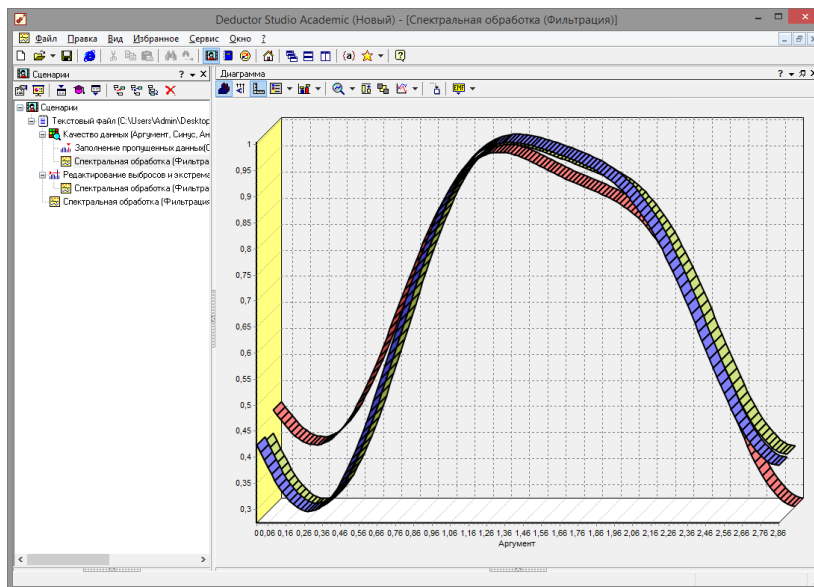 Deductor Studio Academic (Новый) - [Спектральная обработка (Фильтрация)]
Файл Правка Вид Избранное Сервис Окно ?
Сценарии
Сценарии
Текстовый файл (C:\Users\Admin\Desktop
Качество данных (Аргумент, Синус, Ан
Заполнение пропущенных данных(С
Спектральная обработка (Фильтра
Редактирование выбросов и экстрема
Спектральная обработка (Фильтра
Спектральная обработка (Фильтрация
Диаграмма
1
0,95
0,9
0,85
0,8
0,75
0,7
0,65
0,6
0,55
0,5
0,45
0,4
0,35
0,3
0 0,06 0,16 0,26 0,36 0,46 0,56 0,66 0,76 0,86 0,96 1,06 1,16 1,26 1,36 1,46 1,56 1,66 1,76 1,86 1,96 2,06 2,16 2,26 2,36 2,46 2,56 2,66 2,76 2,86
Аргумент